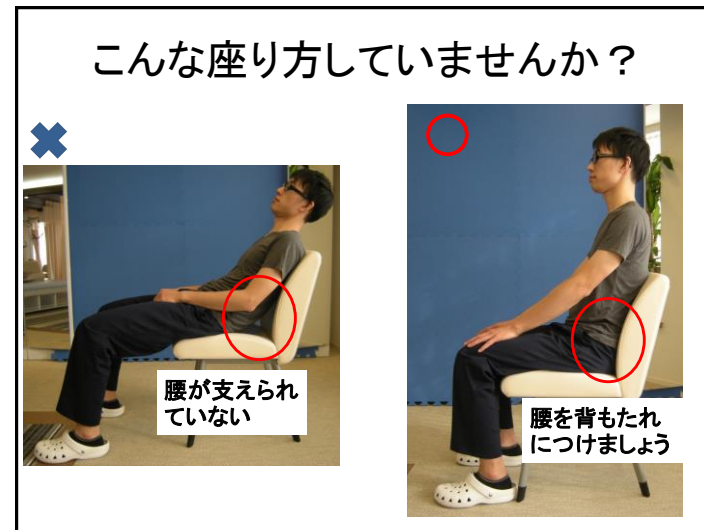 こんな座り方していませんか？
腰が支えられ
ていない
腰を背もたれ
につけましょう